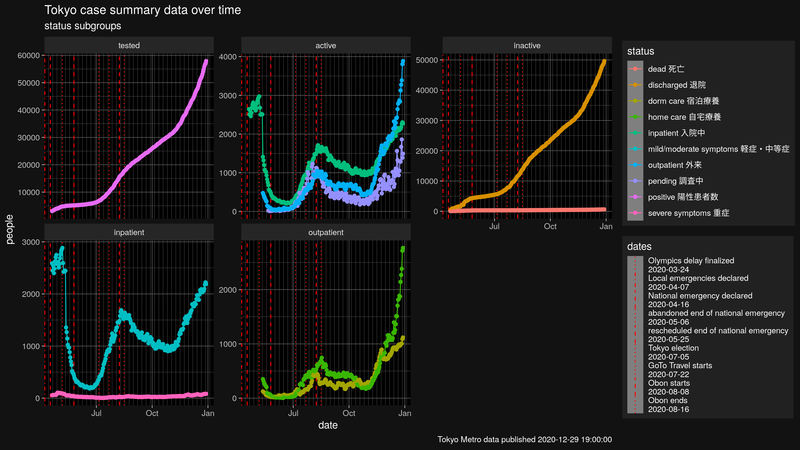 Tokyo case summary data over time
status subgroups
tested
active
inactive
60000
50000
40000
30000
20000
10000
4000
3000
2000
1000
0
50000
40000
30000
20000
10000
0
Jul
Oct
Jan
inpatient
outpatient
3000
2000
1000
0
2000
1000
0
Jul
Oct
Jan
Jul
Oct
Jan
people
date
status
dead 死亡
discharged 退院
dorm care 宿泊療養
home care 自宅療養
inpatient 入院中
mild/moderate symptoms 軽症・中等症
outpatient 外来
pending 調査中
positive 陽性患者数
severe symptoms 重症
dates
Olympics delay finalized
2020-03-24
Local emergencies declared
2020-04-07
National emergency declared
2020-04-16
abandoned end of national emergency
2020-05-06
rescheduled end of national emergency
2020-05-25
Tokyo election
2020-07-05
GoTo Travel starts
2020-07-22
Obon starts
2020-08-08
Obon ends
2020-08-16
Tokyo Metro data published 2020-12-29 19:00:00